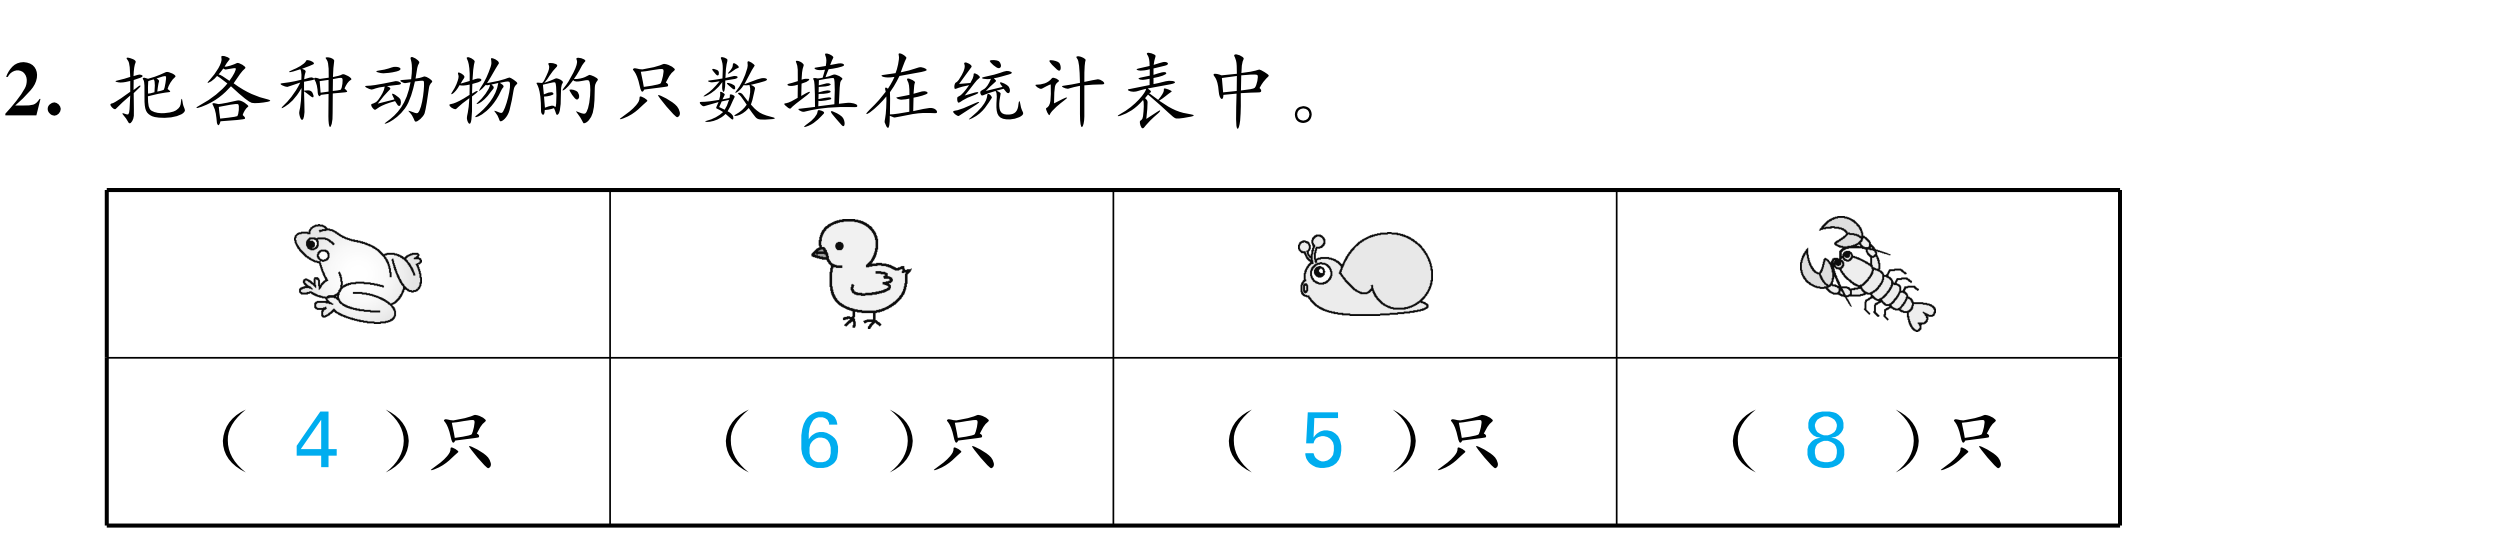 2. 把各种动物的只数填在统计表中。
( 4 )只 ( 6 )只 ( 5 )只 ( 8 )只